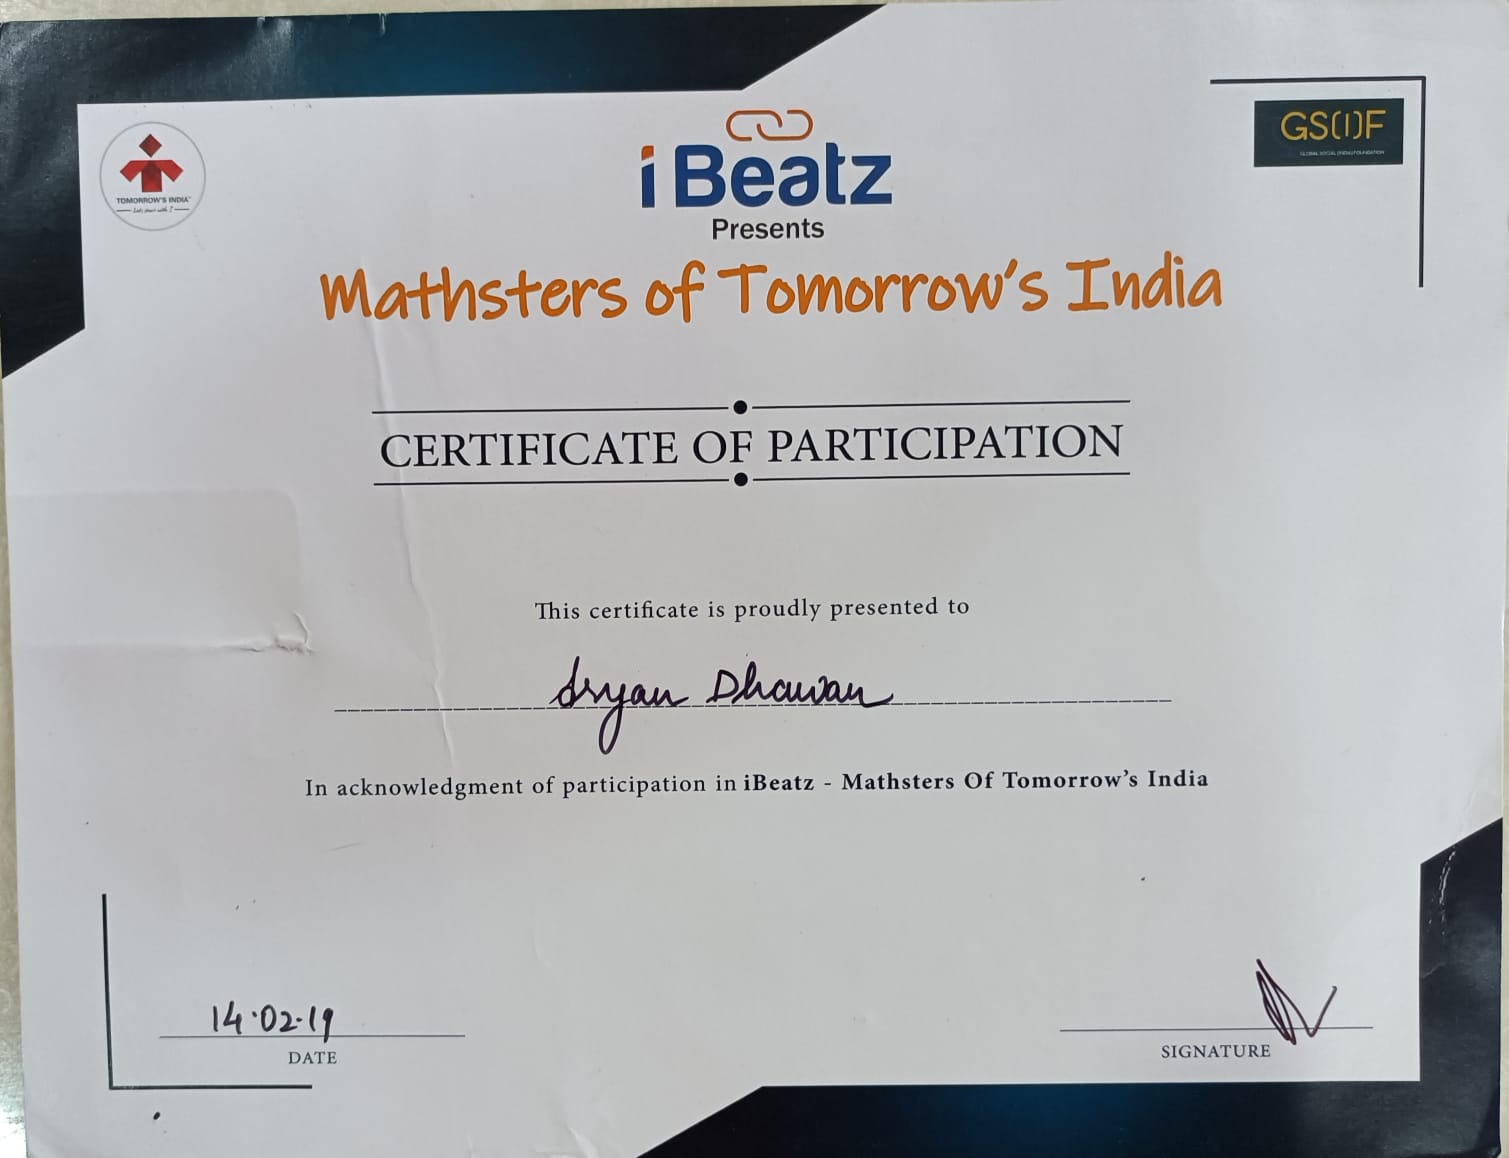 TOMORROW'S INDIA
GS(I)F
GLOBAL SOCIAL (INDIA) FOUNDATION
iBeatz
Presents
Mathsters of Tomorrow's India
CERTIFICATE OF PARTICIPATION
This certificate is proudly presented to
Aryan Dhawan
In acknowledgment of participation in iBeatz - Mathsters Of Tomorrow's India
14.02.19
DATE
SIGNATURE